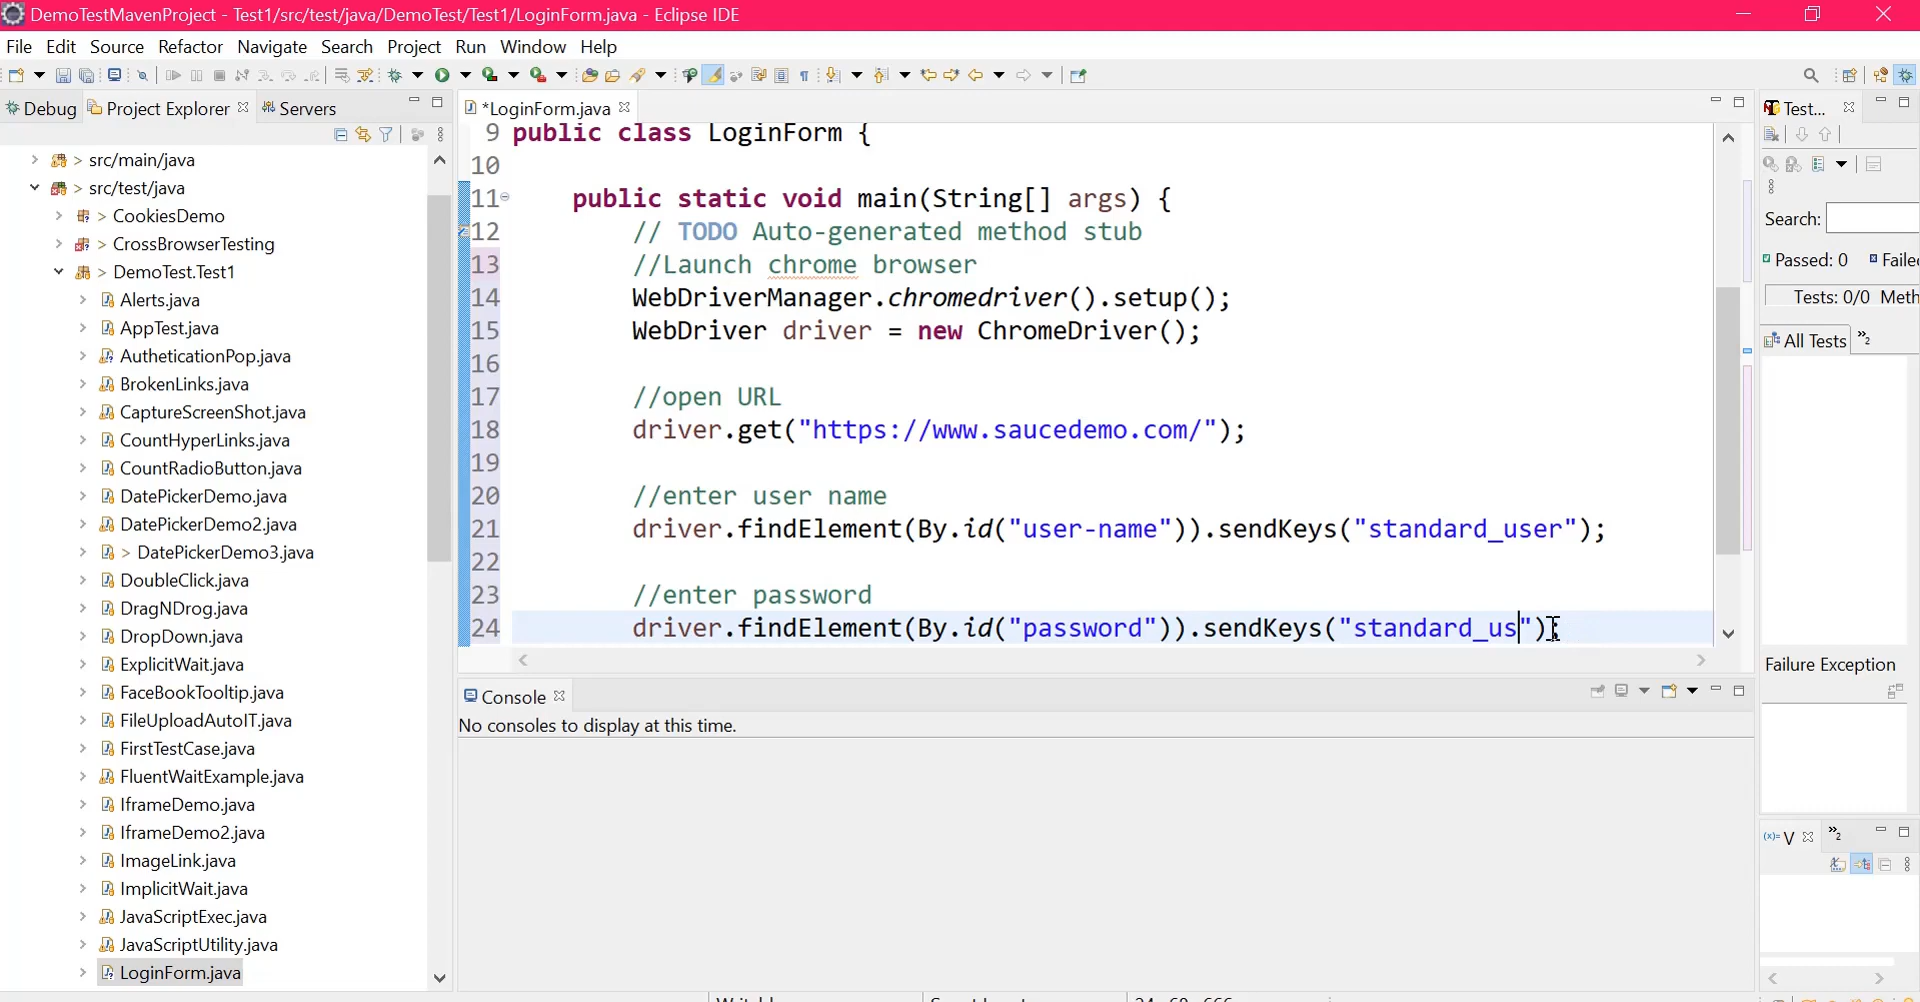 DemoTestMavenProject - Test1/src/test/java/DemoTest/Test1/LoginForm.java - Eclipse IDE
File Edit Source Refactor Navigate Search Project Run Window Help
Debug Project Explorer Servers
> src/main/java
> src/test/java
> CookiesDemo
> CrossBrowserTesting
> DemoTest.Test1
Alerts.java
AppTest.java
AutheticationPop.java
BrokenLinks.java
CaptureScreenShot.java
CountHyperLinks.java
CountRadioButton.java
DatePickerDemo.java
DatePickerDemo2.java
> DatePickerDemo3.java
DoubleClick.java
DragNDrog.java
DropDown.java
ExplicitWait.java
FaceBookTooltip.java
FileUploadAutoIT.java
FirstTestCase.java
FluentWaitExample.java
IframeDemo.java
IframeDemo2.java
ImageLink.java
ImplicitWait.java
JavaScriptExec.java
JavaScriptUtility.java
LoginForm.java
*LoginForm.java
9 public class LoginForm {
10
11 public static void main(String[] args) {
12 // TODO Auto-generated method stub
13 //Launch chrome browser
14 WebDriverManager.chromedriver().setup();
15 WebDriver driver = new ChromeDriver();
16
17 //open URL
18 driver.get("https://www.saucedemo.com/");
19
20 //enter user name
21 driver.findElement(By.id("user-name")).sendKeys("standard_user");
22
23 //enter password
24 driver.findElement(By.id("password")).sendKeys("standard_us");
Console
No consoles to display at this time.
Test...
Search:
Passed: 0 Faile
Tests: 0/0 Meth
All Tests »2
Failure Exception
(x)= V »2